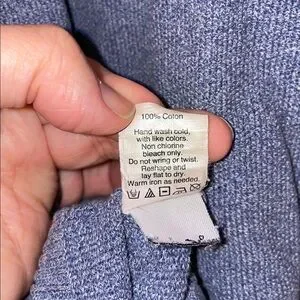 100% Coton
Hand wash cold,
with like colors.
Non chlorine
bleach only.
Do not wring or twist.
Reshape and
lay flat to dry.
Warm iron as needed.